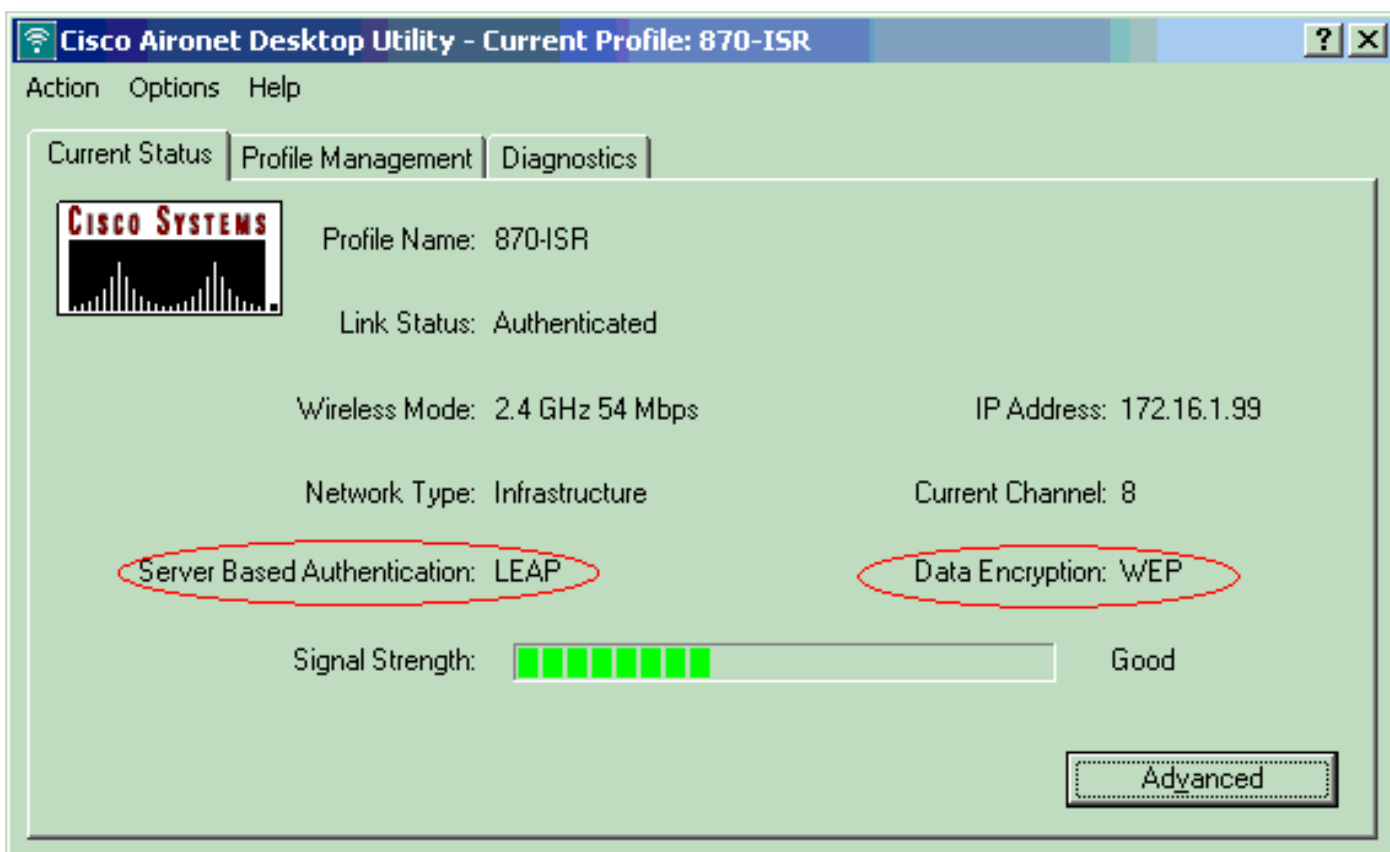 Cisco Aironet Desktop Utility - Current Profile: 870-ISR ? X
Action Options Help
Current Status Profile Management Diagnostics
CISCO SYSTEMS
Profile Name: 870-ISR
Link Status: Authenticated
Wireless Mode: 2.4 GHz 54 Mbps IP Address: 172.16.1.99
Network Type: Infrastructure Current Channel: 8
Server Based Authentication: LEAP Data Encryption: WEP
Signal Strength: Good
Advanced